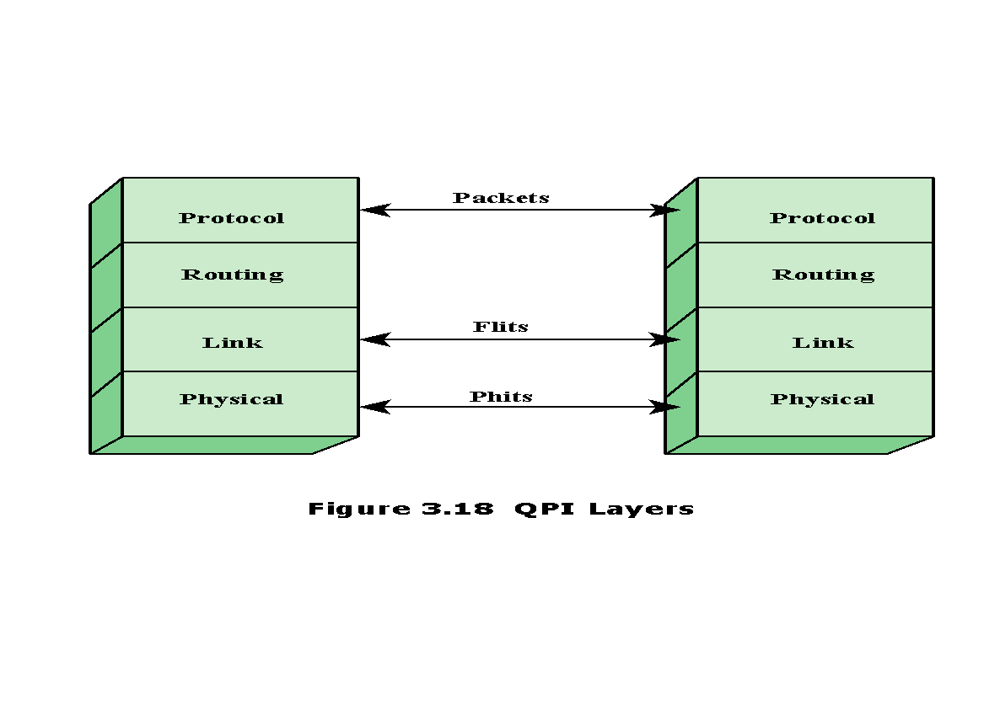 Packets
Protocol
Protocol
Routing
Routing
Flits
Link
Link
Phits
Physical
Physical
Figure 3.18 QPI Layers